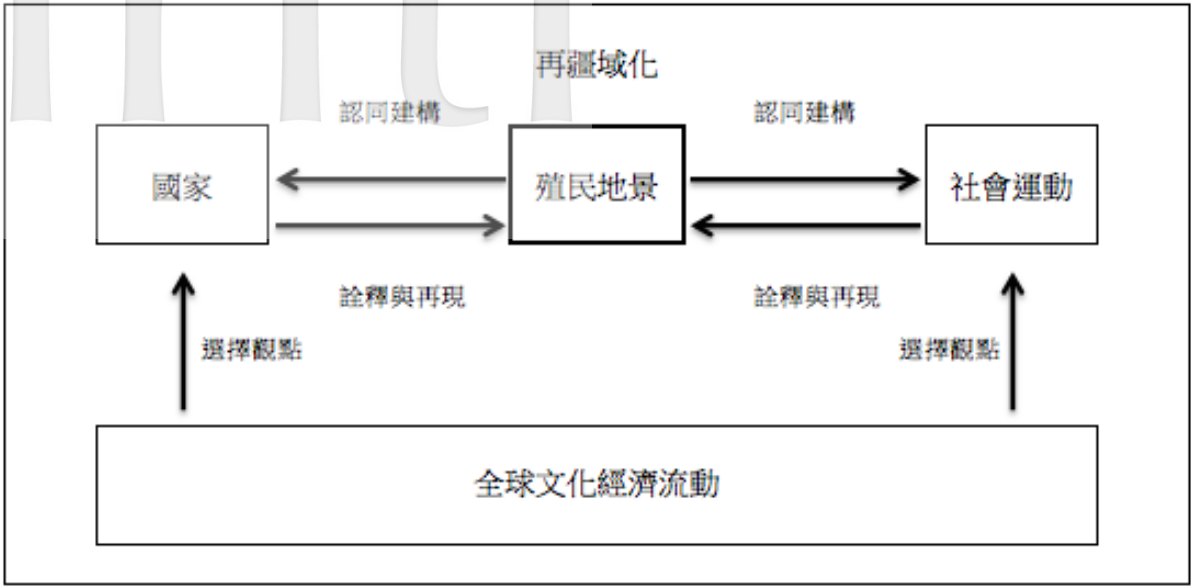 再疆域化
認同建構
認同建構
國家
殖民地景
社會運動
詮釋與再現
詮釋與再現
選擇觀點
選擇觀點
全球文化經濟流動